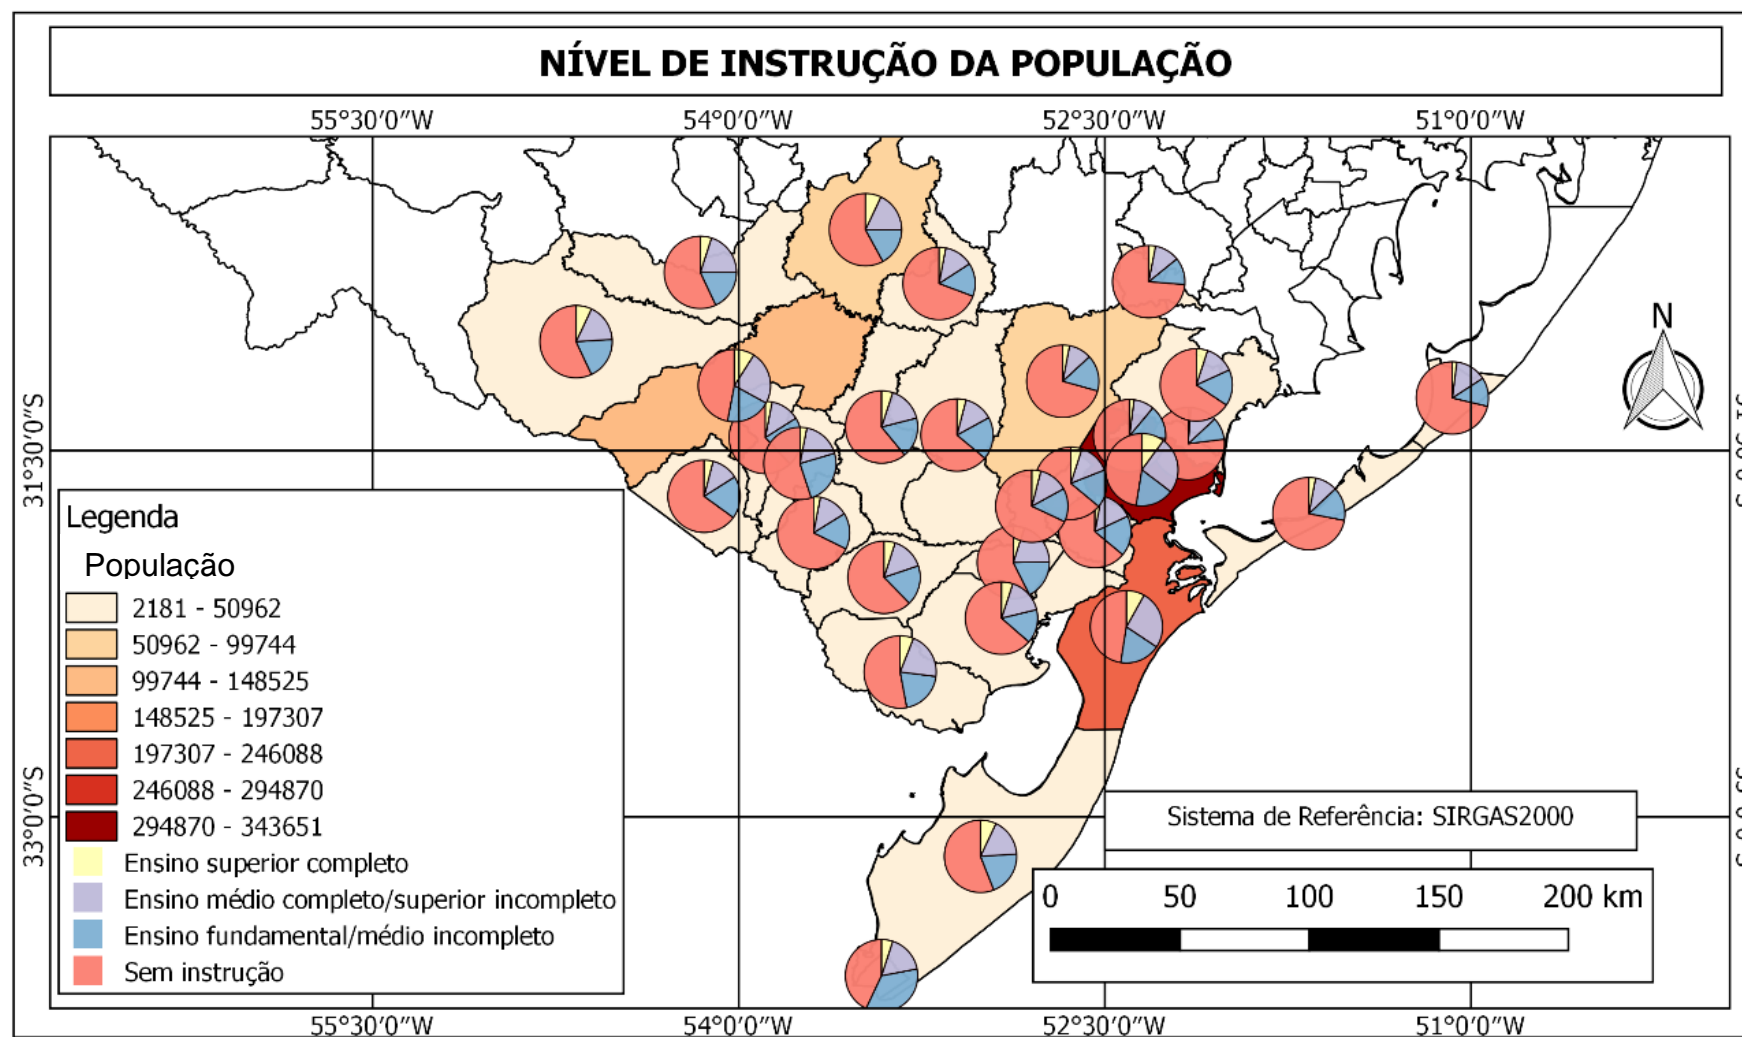 NÍVEL DE INSTRUÇÃO DA POPULAÇÃO
55°30′0″W 54°0′0″W 52°30′0″W 51°0′0″W
N
31°30′0″S
Legenda
População
2181 - 50962
50962 - 99744
99744 - 148525
148525 - 197307
197307 - 246088
246088 - 294870
294870 - 343651
Ensino superior completo
Ensino médio completo/superior incompleto
Ensino fundamental/médio incompleto
Sem instrução
33°0′0″S
Sistema de Referência: SIRGAS2000
0 50 100 150 200 km
55°30′0″W 54°0′0″W 52°30′0″W 51°0′0″W